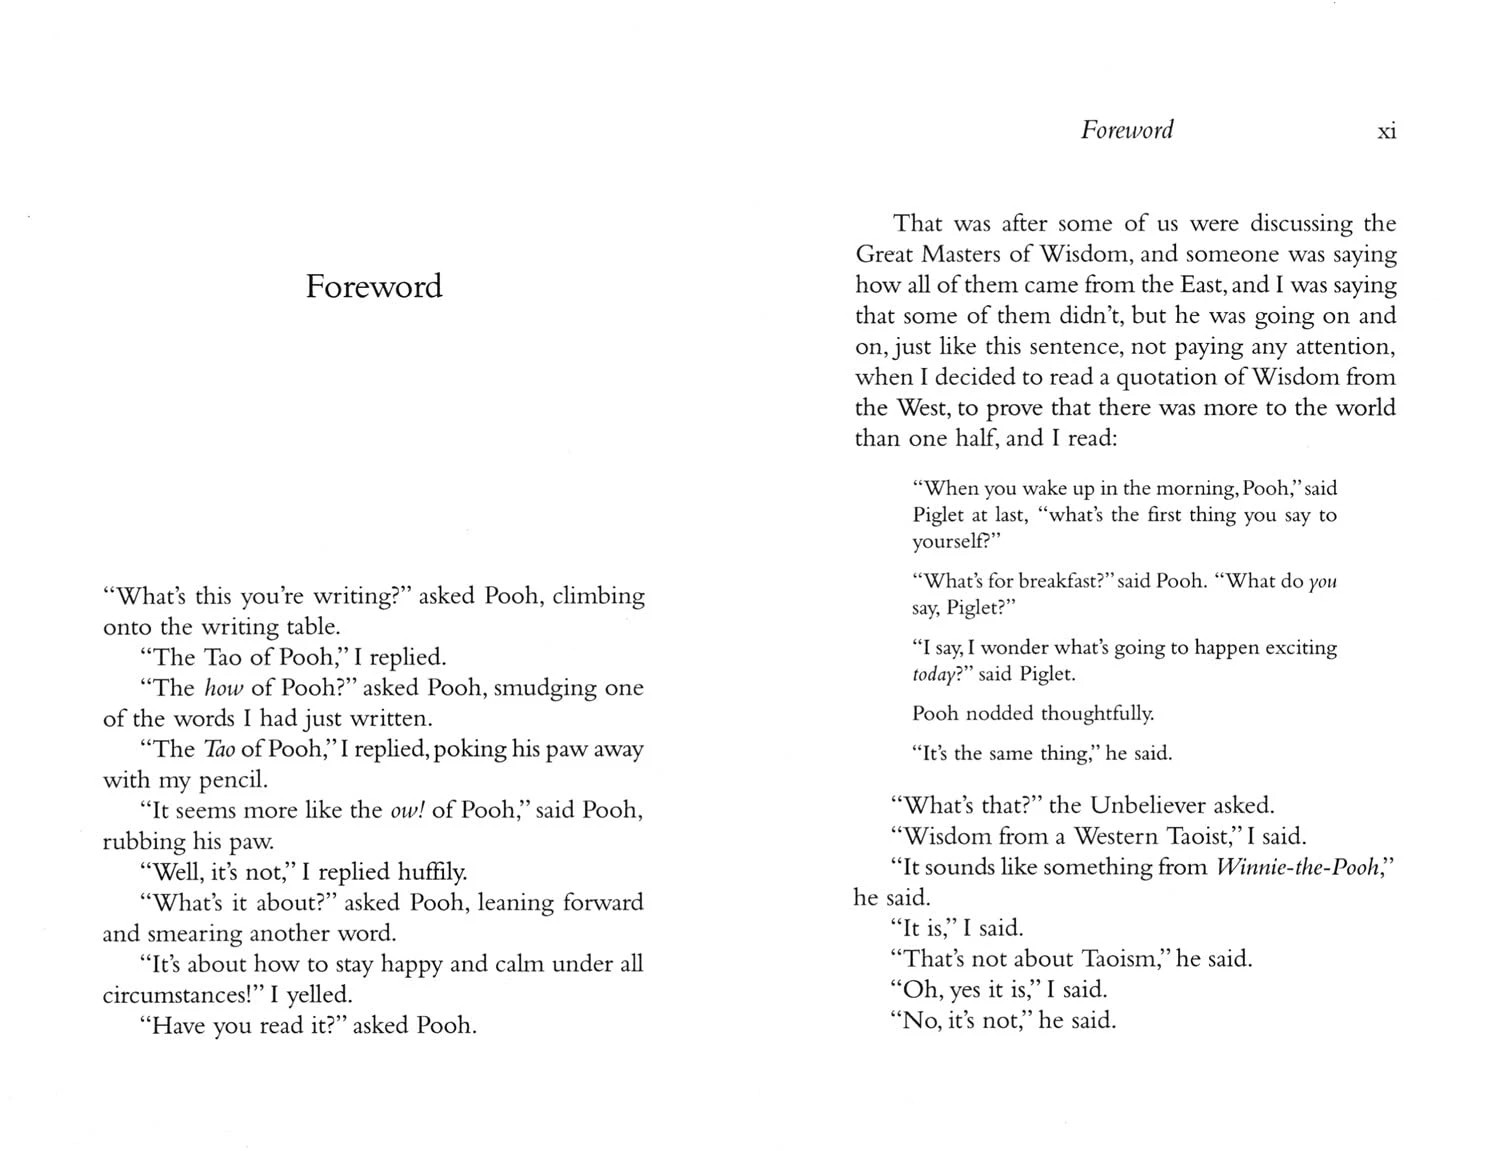 Foreword
“What’s this you’re writing?” asked Pooh, climbing
onto the writing table.
“The Tao of Pooh,” I replied.
“The how of Pooh?” asked Pooh, smudging one
of the words I had just written.
“The Tao of Pooh,” I replied, poking his paw away
with my pencil.
“It seems more like the ow! of Pooh,” said Pooh,
rubbing his paw.
“Well, it’s not,” I replied huffily.
“What’s it about?” asked Pooh, leaning forward
and smearing another word.
“It’s about how to stay happy and calm under all
circumstances!” I yelled.
“Have you read it?” asked Pooh.
Foreword xi
That was after some of us were discussing the
Great Masters of Wisdom, and someone was saying
how all of them came from the East, and I was saying
that some of them didn’t, but he was going on and
on, just like this sentence, not paying any attention,
when I decided to read a quotation of Wisdom from
the West, to prove that there was more to the world
than one half, and I read:
“When you wake up in the morning, Pooh,” said
Piglet at last, “what’s the first thing you say to
yourself?”
“What’s for breakfast?” said Pooh. “What do you
say, Piglet?”
“I say, I wonder what’s going to happen exciting
today?” said Piglet.
Pooh nodded thoughtfully.
“It’s the same thing,” he said.
“What’s that?” the Unbeliever asked.
“Wisdom from a Western Taoist,” I said.
“It sounds like something from Winnie-the-Pooh,”
he said.
“It is,” I said.
“That’s not about Taoism,” he said.
“Oh, yes it is,” I said.
“No, it’s not,” he said.